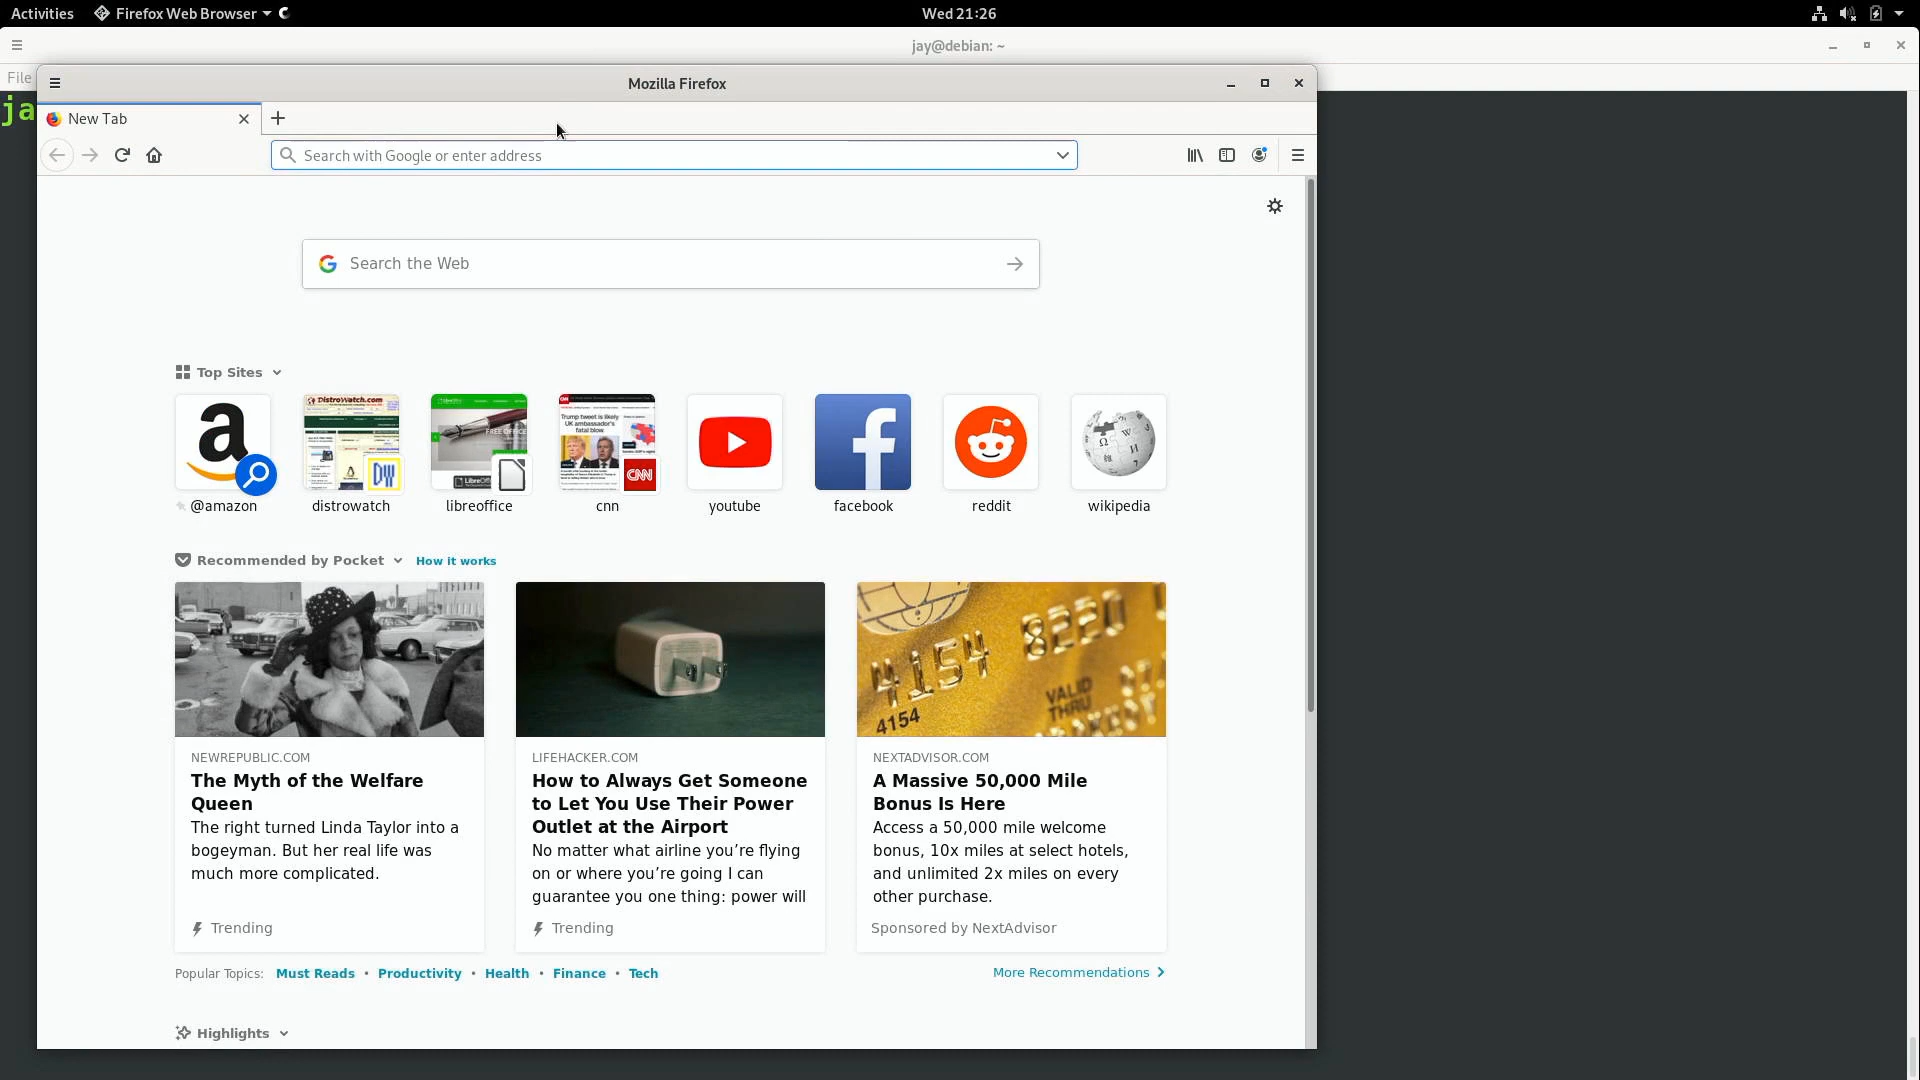 Activities
Firefox Web Browser
Wed 21:26
jay@debian: ~
File
Mozilla Firefox
ja
New Tab
Search with Google or enter address
Search the Web
Top Sites
@amazon
distrowatch
libreoffice
cnn
youtube
facebook
reddit
wikipedia
Recommended by Pocket
How it works
4154 8220
4154
VALID
THRU
NEWREPUBLIC.COM
The Myth of the Welfare
Queen
The right turned Linda Taylor into a
bogeyman. But her real life was
much more complicated.
Trending
LIFEHACKER.COM
How to Always Get Someone
to Let You Use Their Power
Outlet at the Airport
No matter what airline you’re flying
on or where you’re going I can
guarantee you one thing: power will
Trending
NEXTADVISOR.COM
A Massive 50,000 Mile
Bonus Is Here
Access a 50,000 mile welcome
bonus, 10x miles at select hotels,
and unlimited 2x miles on every
other purchase.
Sponsored by NextAdvisor
Popular Topics: Must Reads • Productivity • Health • Finance • Tech
More Recommendations
Highlights